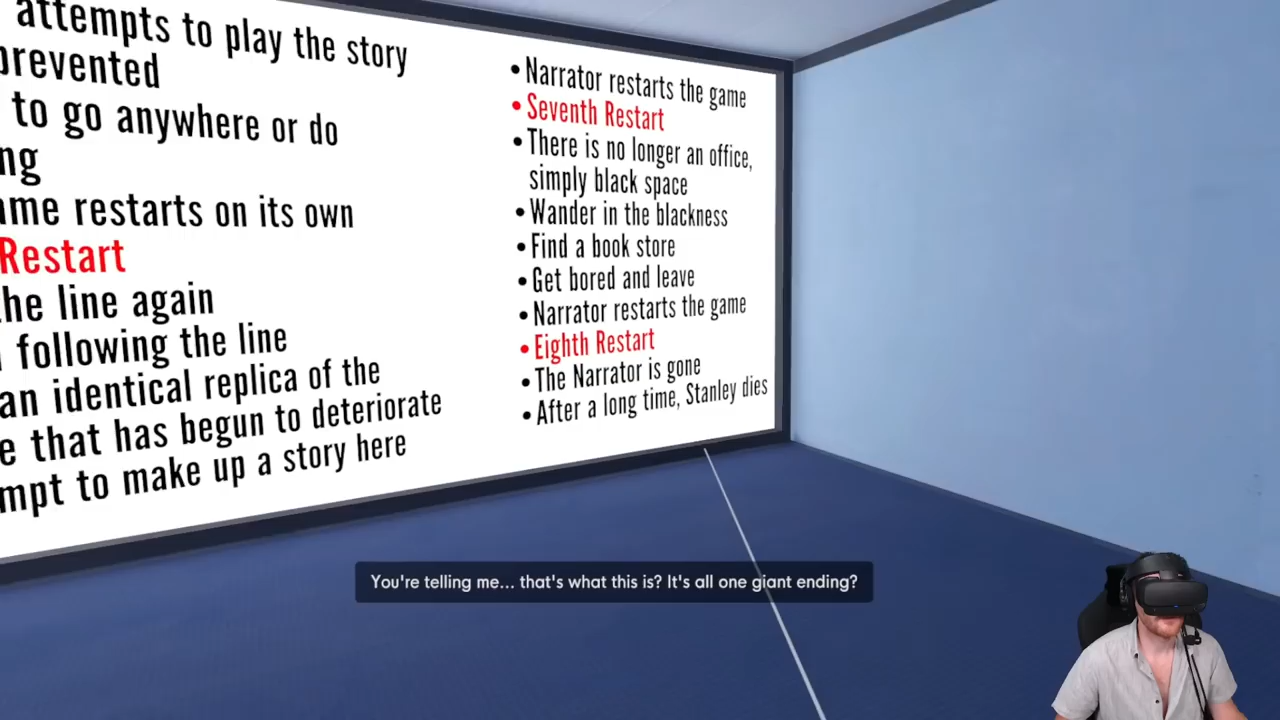 attempts to play the story
prevented
to go anywhere or do
ng
ame restarts on its own
Restart
the line again
following the line
an identical replica of the
e that has begun to deteriorate
mpt to make up a story here
• Narrator restarts the game
• Seventh Restart
• There is no longer an office,
simply black space
• Wander in the blackness
• Find a book store
• Get bored and leave
• Narrator restarts the game
• Eighth Restart
• The Narrator is gone
• After a long time, Stanley dies
You're telling me... that's what this is? It's all one giant ending?